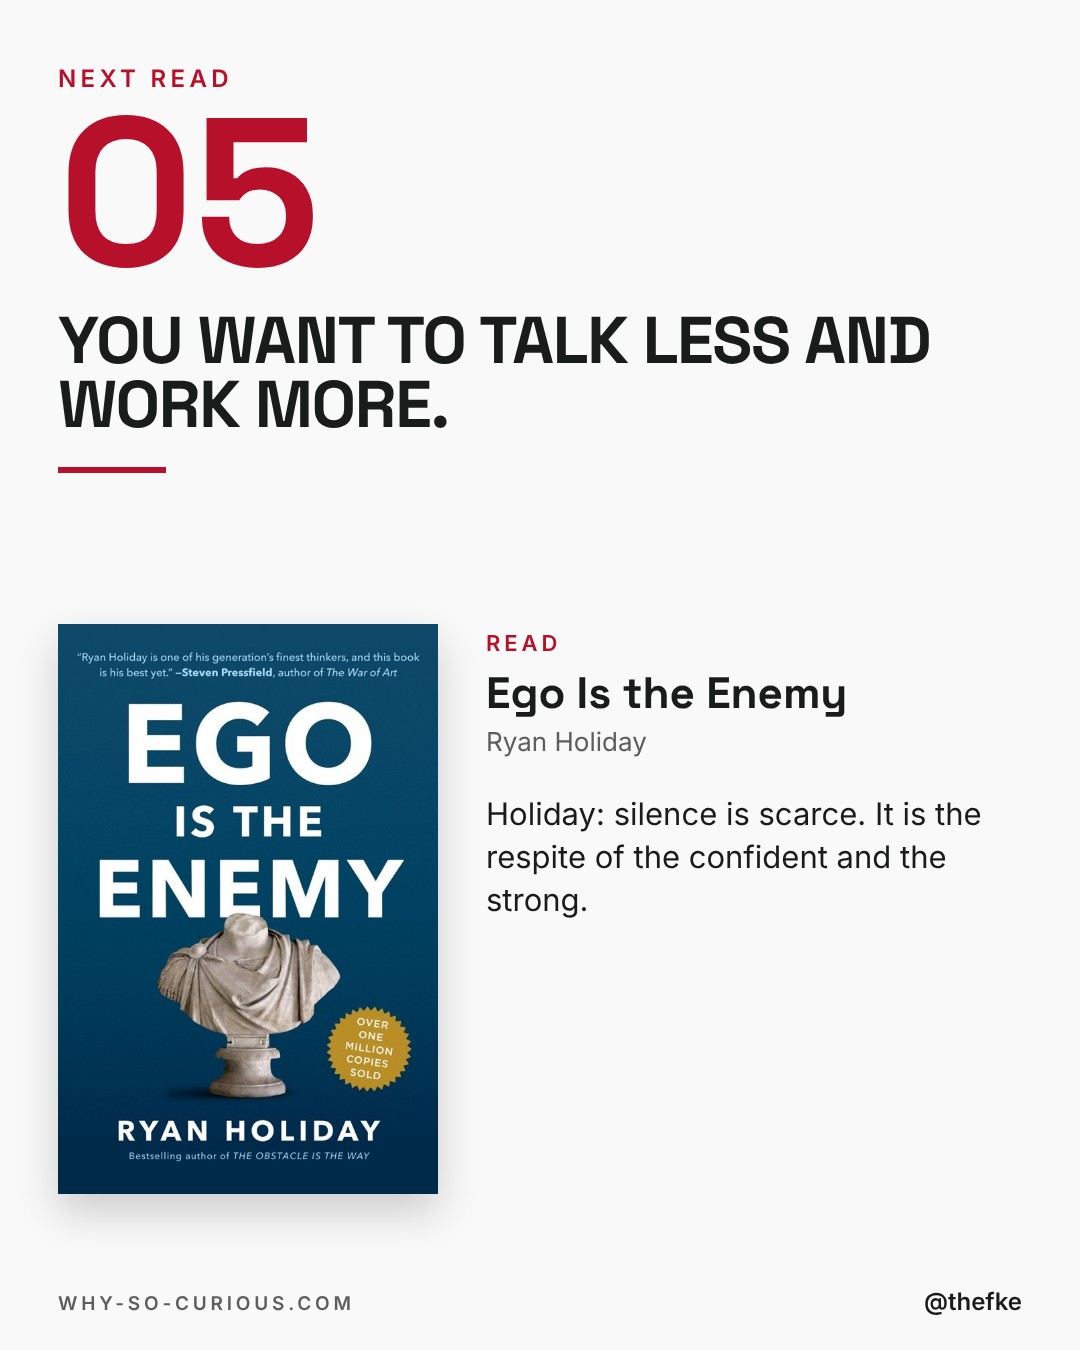 NEXT READ
05
YOU WANT TO TALK LESS AND
WORK MORE.
“Ryan Holiday is one of his generation’s finest thinkers, and this book
is his best yet.” —Steven Pressfield, author of The War of Art
EGO
IS THE
ENEMY
OVER
ONE
MILLION
COPIES
SOLD
RYAN HOLIDAY
Bestselling author of THE OBSTACLE IS THE WAY
READ
Ego Is the Enemy
Ryan Holiday
Holiday: silence is scarce. It is the
respite of the confident and the
strong.
WHY-SO-CURIOUS.COM
@thefke